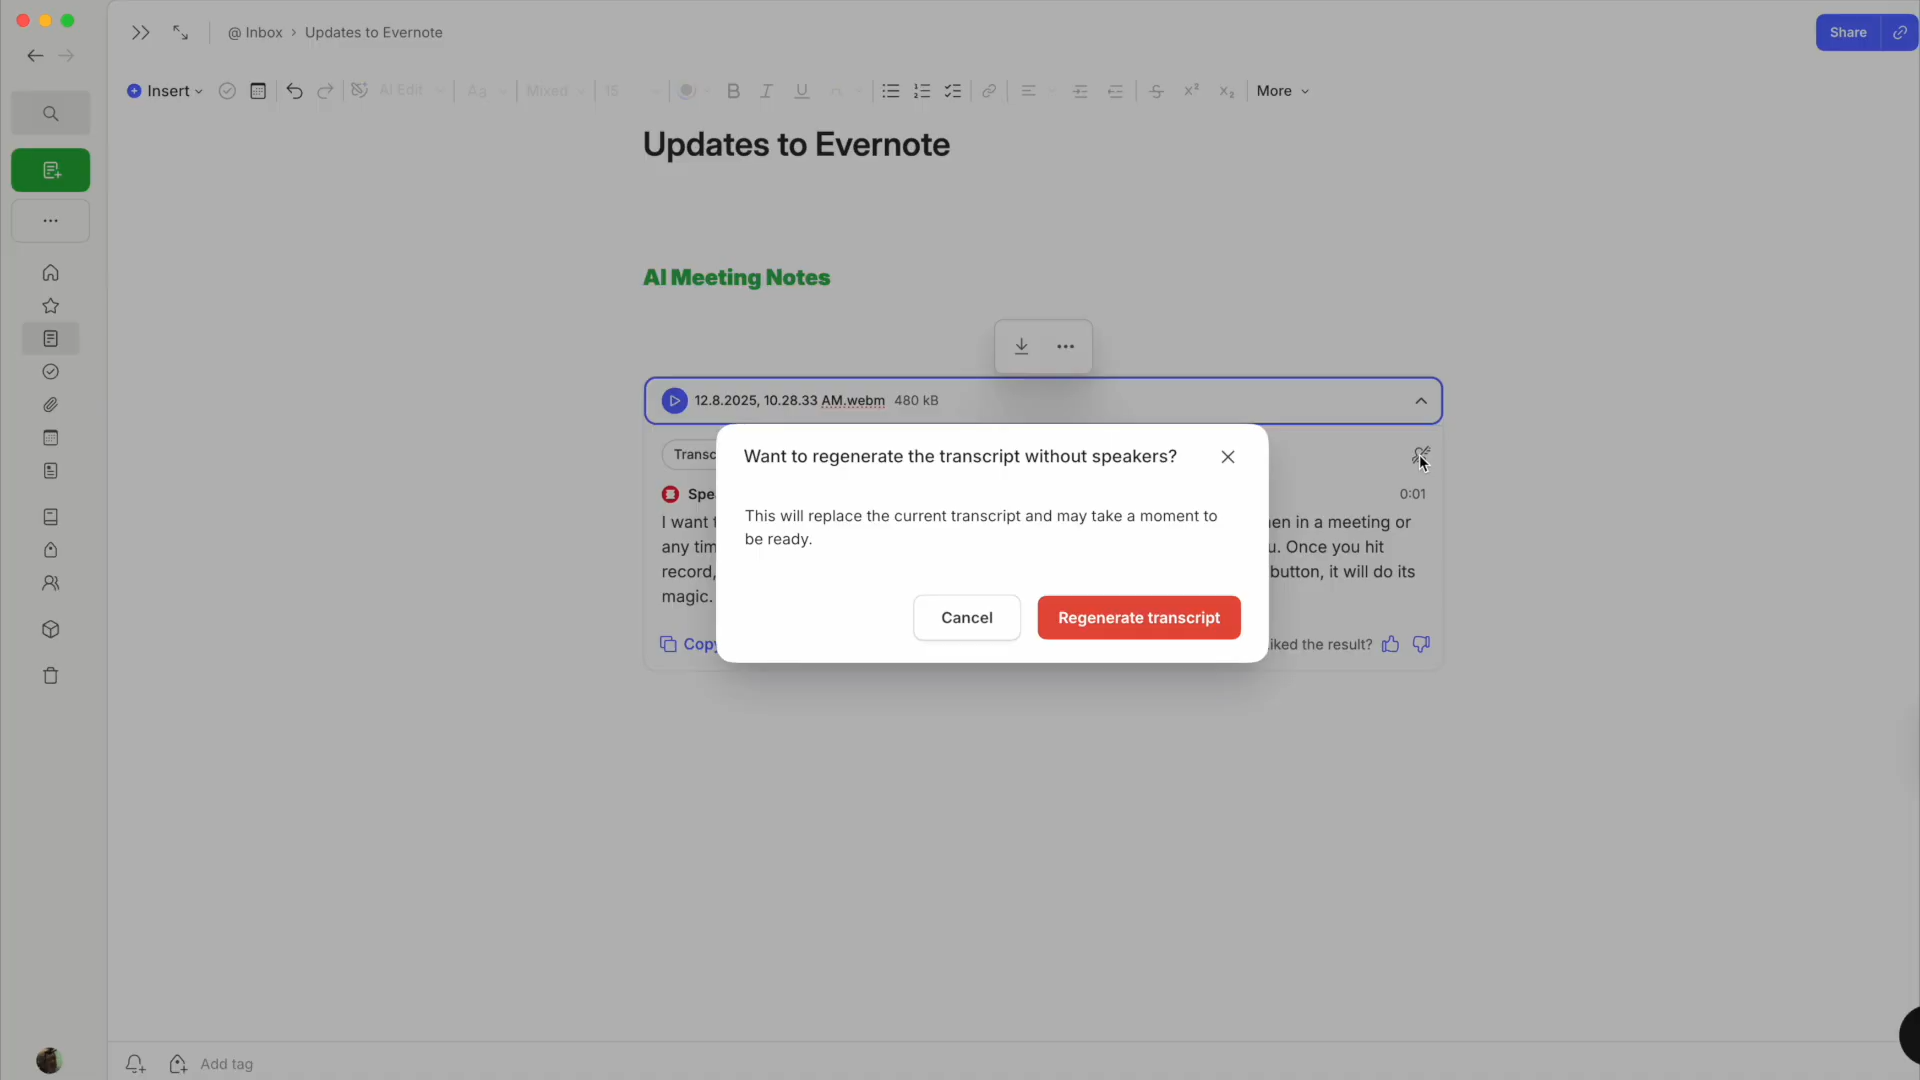 @ Inbox › Updates to Evernote
Share
Insert
AI Edit
Aa
Mixed
15
B I U
x²
x₂
More
Updates to Evernote
AI Meeting Notes
12.8.2025, 10.28.33 AM.webm 480 kB
Want to regenerate the transcript without speakers?
Transc
Spea
0:01
This will replace the current transcript and may take a moment to
be ready.
I want
en in a meeting or
any tim
u. Once you hit
record,
button, it will do its
magic.
Cancel
Regenerate transcript
Copy
iked the result?
Add tag